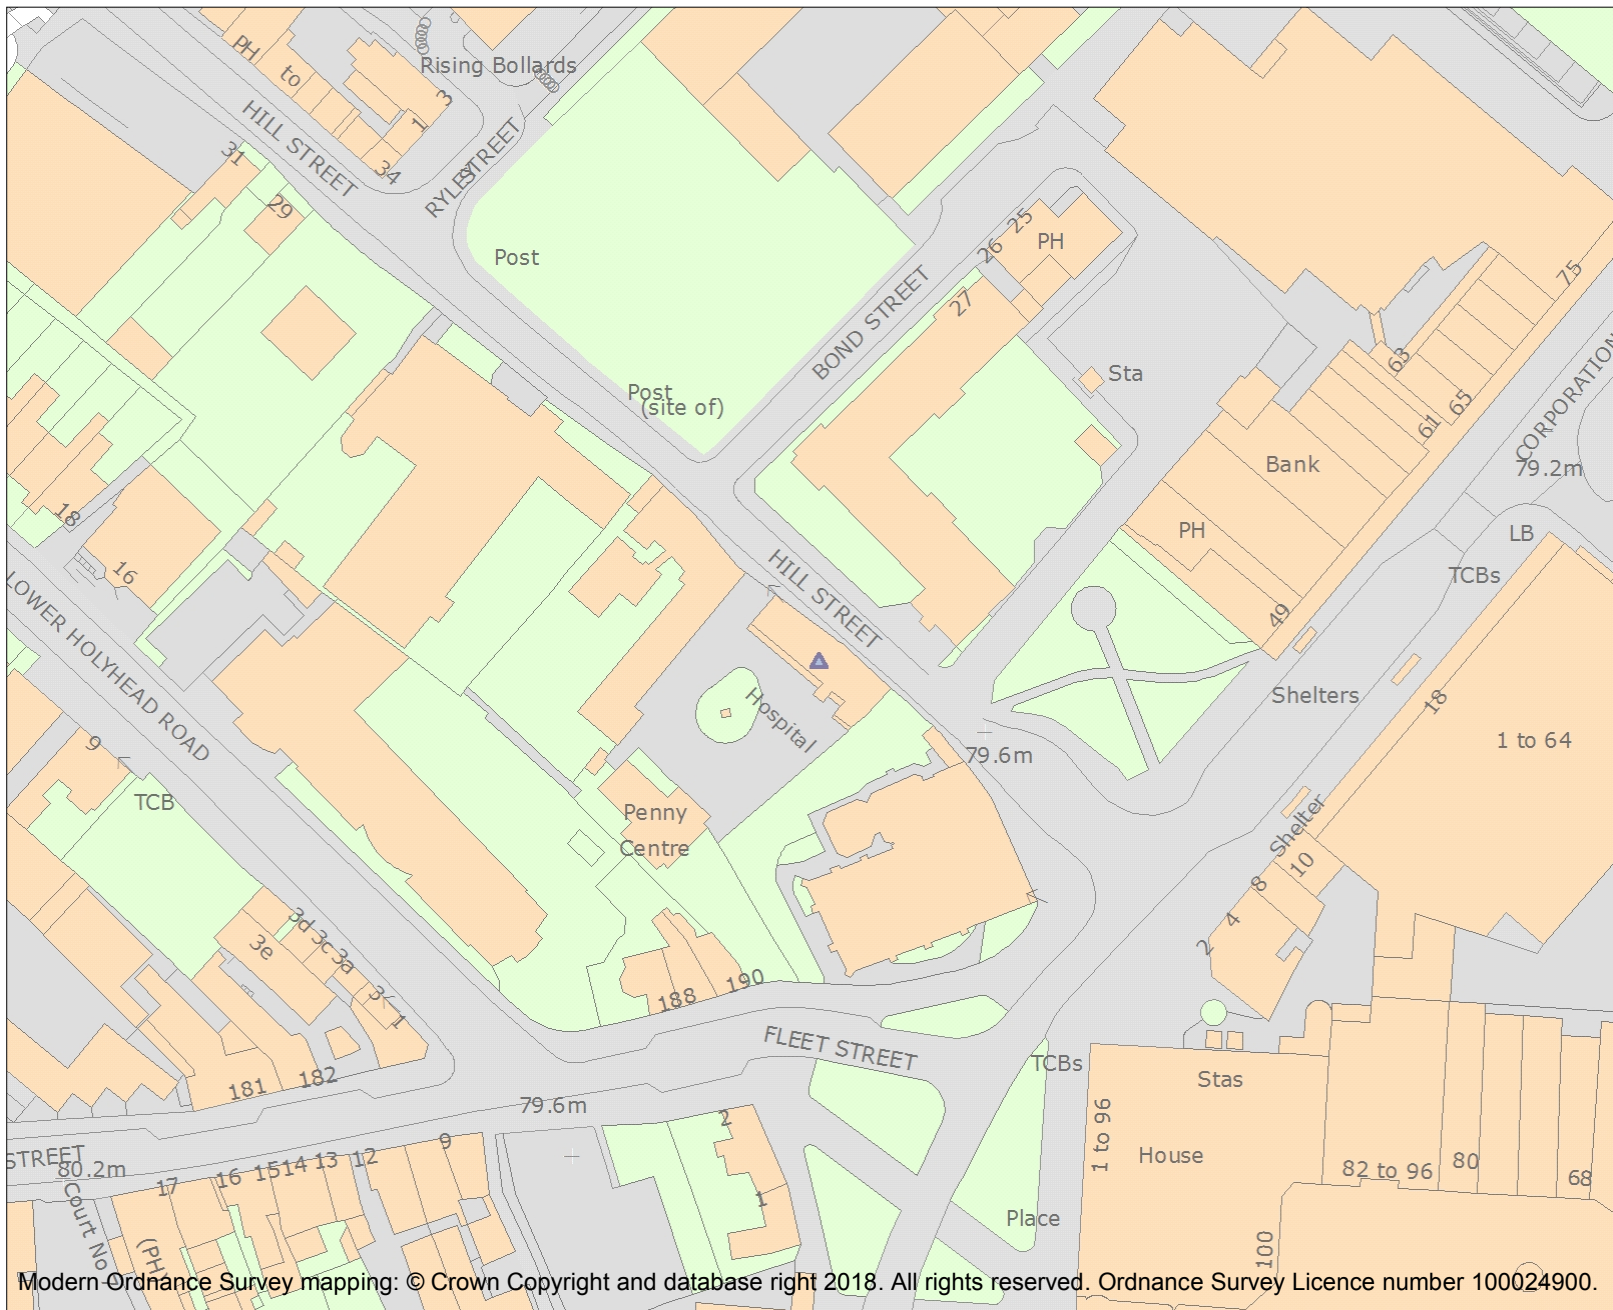 PH
to
Rising Bollards
3
1
34
HILL STREET
RYLEY STREET
31
29
Post
Post
(site of)
BOND STREET
25
26
PH
27
Sta
75
63
65
61
CORPORATION
79.2m
Bank
PH
LB
TCBs
49
18
16
LOWER HOLYHEAD ROAD
HILL STREET
Hospital
Shelters
18
1 to 64
79.6m
9
TCB
Penny
Centre
Shelter
10
8
4
2
3d 3c 3a
3e
3
1
188
190
FLEET STREET
TCBs
Stas
181
182
79.6m
2
1 to 96
House
STREET
80.2m
17
16
15
14
13
12
9
82 to 96
80
68
1
Place
Court No
(PH)
100
Modern Ordnance Survey mapping: © Crown Copyright and database right 2018. All rights reserved. Ordnance Survey Licence number 100024900.